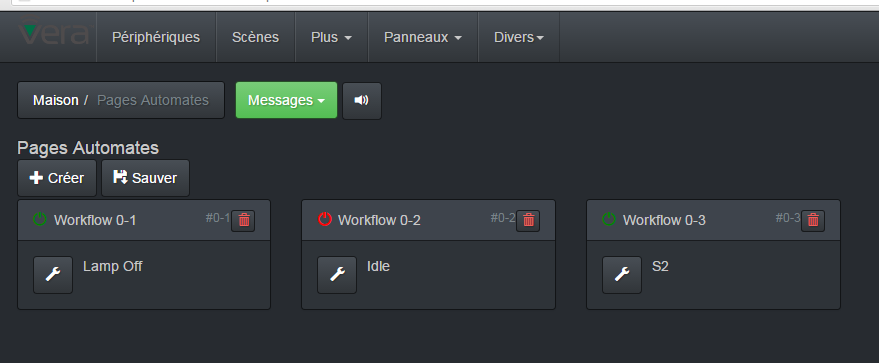 vera Périphériques Scènes Plus Panneaux Divers
Maison / Pages Automates Messages
Pages Automates
Créer Sauver
Workflow 0-1 #0-1 Workflow 0-2 #0-2 Workflow 0-3 #0-3
Lamp Off Idle S2